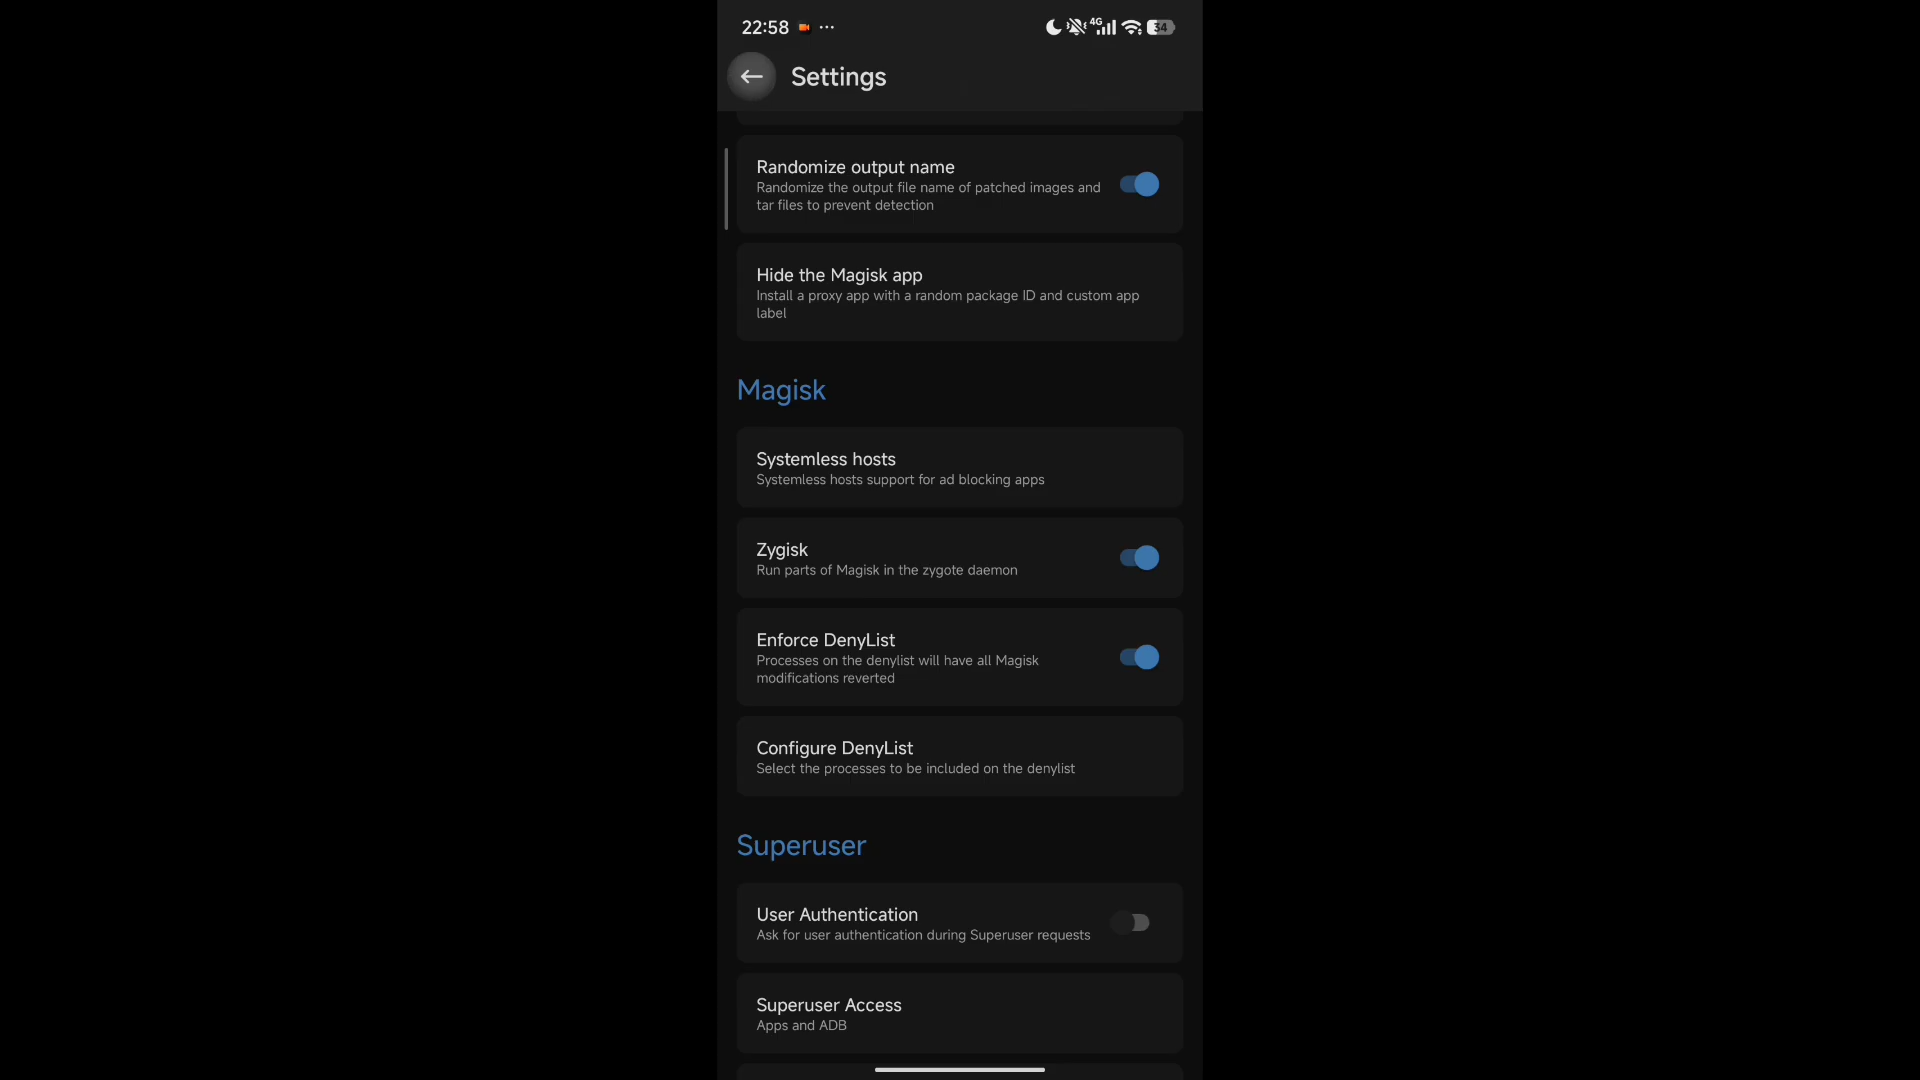 22:58 ...
4G
34
Settings
Randomize output name
Randomize the output file name of patched images and
tar files to prevent detection
Hide the Magisk app
Install a proxy app with a random package ID and custom app
label
Magisk
Systemless hosts
Systemless hosts support for ad blocking apps
Zygisk
Run parts of Magisk in the zygote daemon
Enforce DenyList
Processes on the denylist will have all Magisk
modifications reverted
Configure DenyList
Select the processes to be included on the denylist
Superuser
User Authentication
Ask for user authentication during Superuser requests
Superuser Access
Apps and ADB